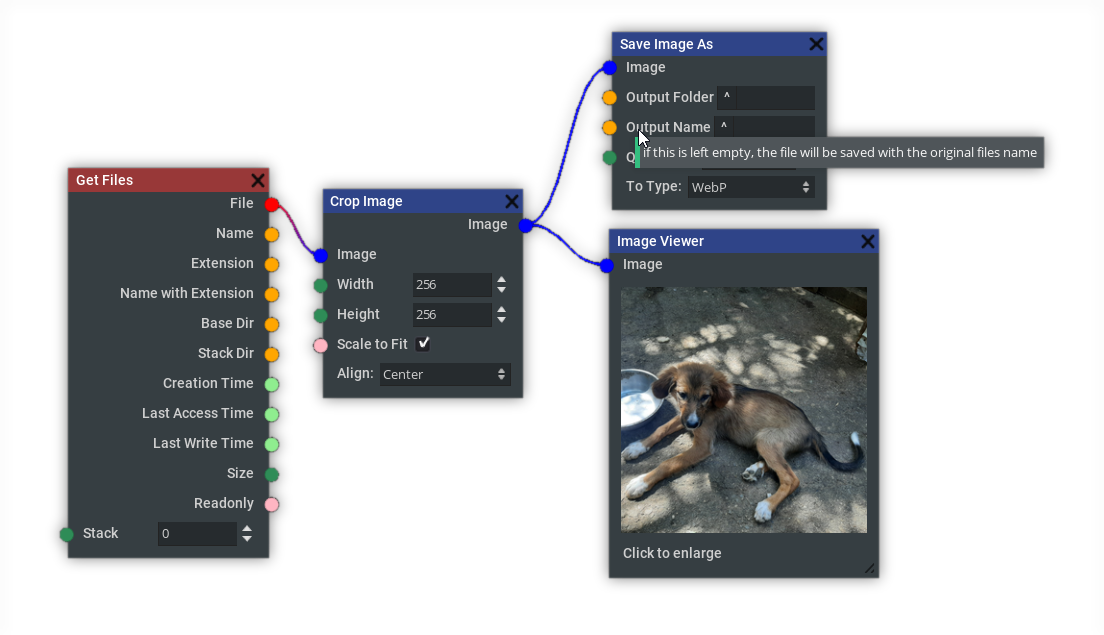 Get Files
File
Name
Extension
Name with Extension
Base Dir
Stack Dir
Creation Time
Last Access Time
Last Write Time
Size
Readonly
Stack 0
Crop Image
Image
Image
Width 256
Height 256
Scale to Fit
Align: Center
Save Image As
Image
Output Folder ^
Output Name ^
if this is left empty, the file will be saved with the original files name
To Type: WebP
Image Viewer
Image
Click to enlarge